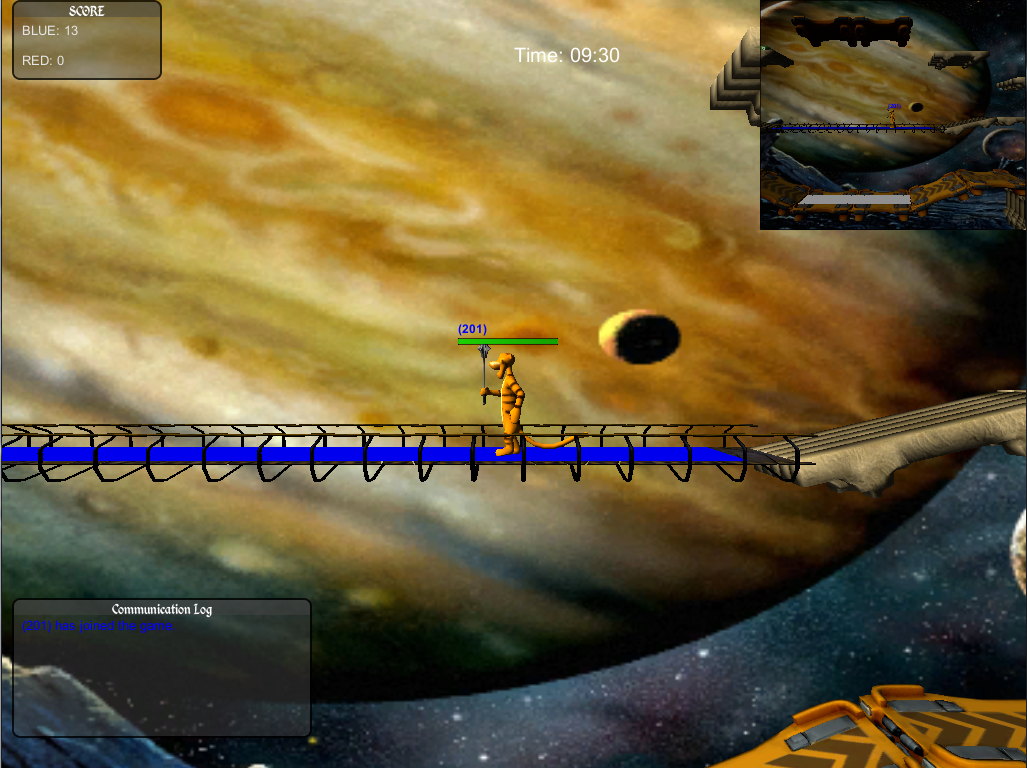 SCORE
BLUE: 13
RED: 0
Time: 09:30
(201)
Communication Log
(201) has joined the game